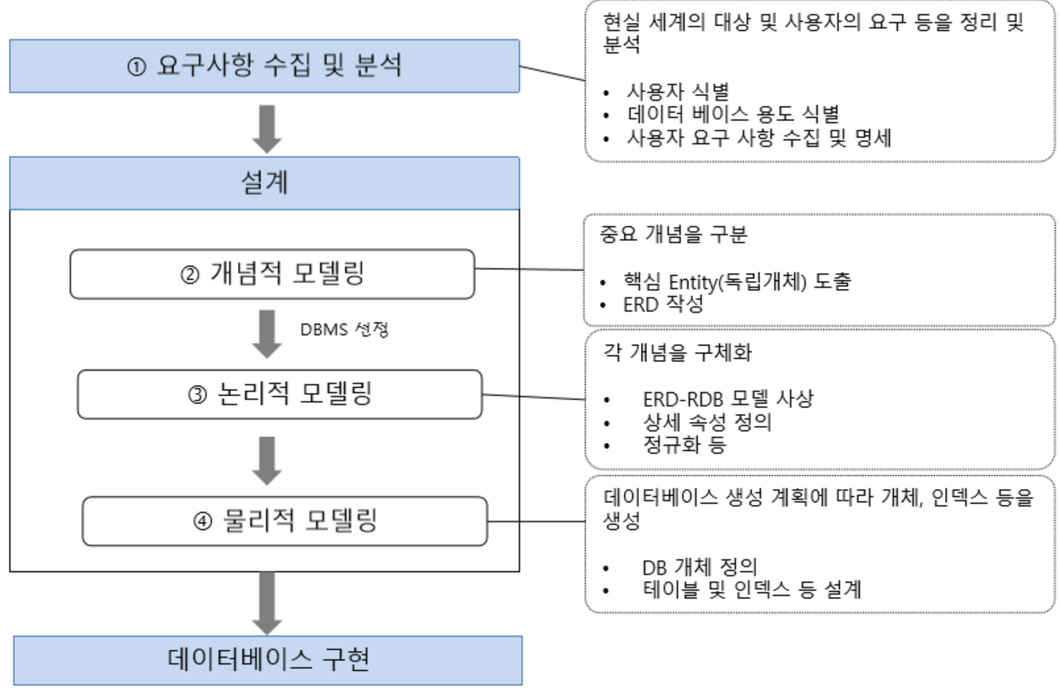 ① 요구사항 수집 및 분석
현실 세계의 대상 및 사용자의 요구 등을 정리 및
분석
• 사용자 식별
• 데이터 베이스 용도 식별
• 사용자 요구 사항 수집 및 명세
설계
② 개념적 모델링
중요 개념을 구분
• 핵심 Entity(독립개체) 도출
• ERD 작성
DBMS 선정
③ 논리적 모델링
각 개념을 구체화
• ERD-RDB 모델 사상
• 상세 속성 정의
• 정규화 등
④ 물리적 모델링
데이터베이스 생성 계획에 따라 개체, 인덱스 등을
생성
• DB 개체 정의
• 테이블 및 인덱스 등 설계
데이터베이스 구현